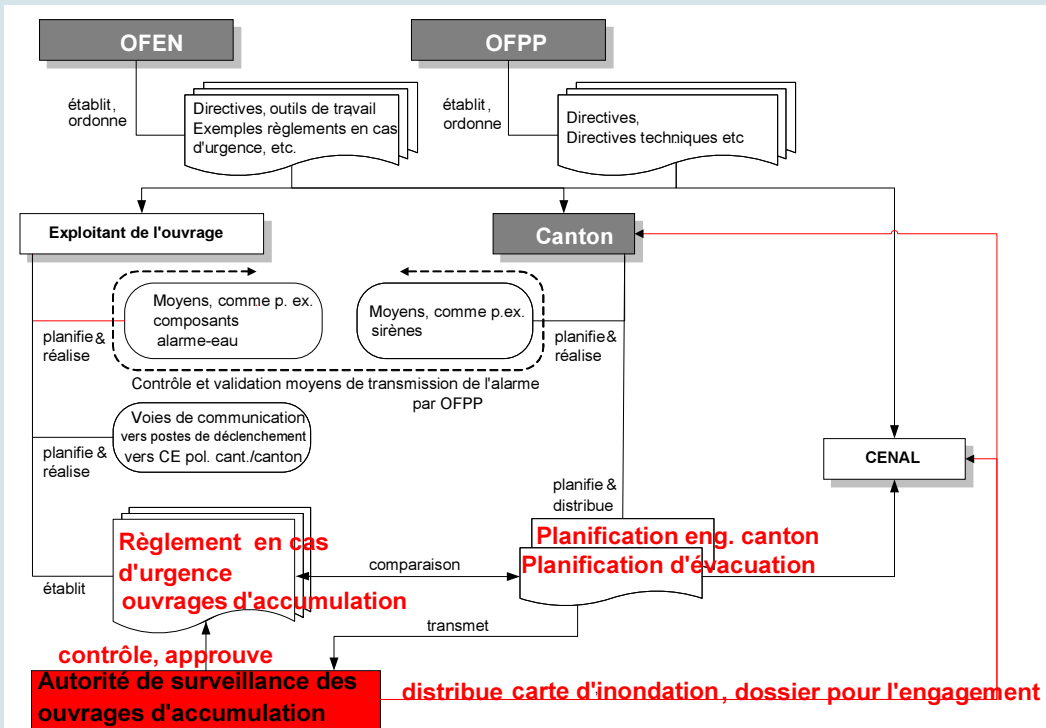 OFEN
OFPP
établit,
ordonne
Directives, outils de travail
Exemples règlements en cas
d'urgence, etc.
établit,
ordonne
Directives,
Directives techniques etc
Exploitant de l'ouvrage
Canton
Moyens, comme p. ex.
composants
alarme-eau
Moyens, comme p.ex.
sirènes
planifie &
réalise
planifie &
réalise
Contrôle et validation moyens de transmission de l'alarme
par OFPP
Voies de communication
vers postes de déclenchement
vers CE pol. cant./canton
planifie &
réalise
CENAL
planifie &
distribue
Règlement en cas
d'urgence
ouvrages d'accumulation
Planification eng. canton
Planification d'évacuation
établit
comparaison
transmet
contrôle, approuve
Autorité de surveillance des
ouvrages d'accumulation
distribue carte d'inondation, dossier pour l'engagement